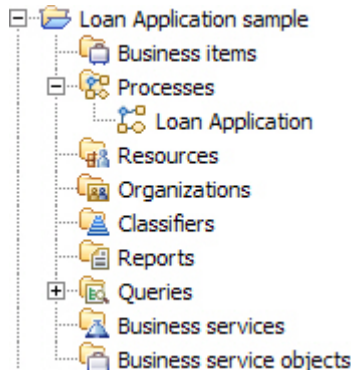 Loan Application sample
Business items
Processes
Loan Application
Resources
Organizations
Classifiers
Reports
Queries
Business services
Business service objects